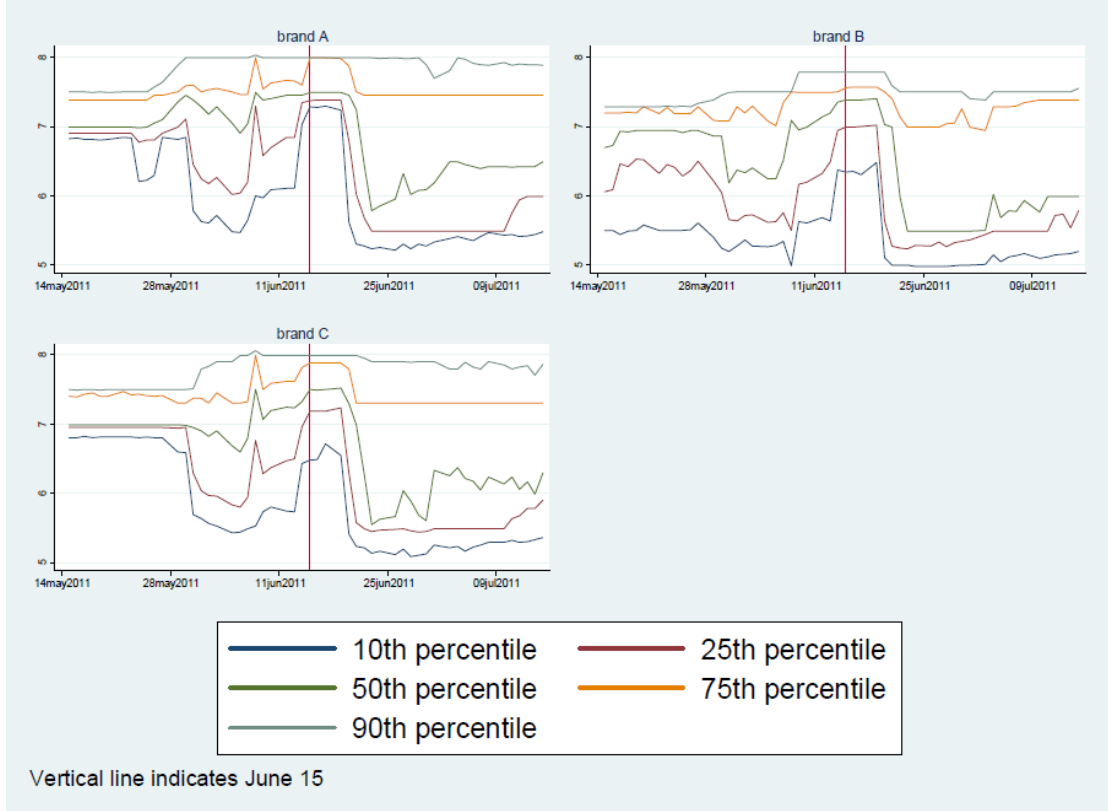 brand A
8
7
6
5
14may2011 28may2011 11jun2011 25jun2011 09jul2011
brand B
8
7
6
5
14may2011 28may2011 11jun2011 25jun2011 09jul2011
brand C
8
7
6
5
14may2011 28may2011 11jun2011 25jun2011 09jul2011
10th percentile 25th percentile
50th percentile 75th percentile
90th percentile
Vertical line indicates June 15